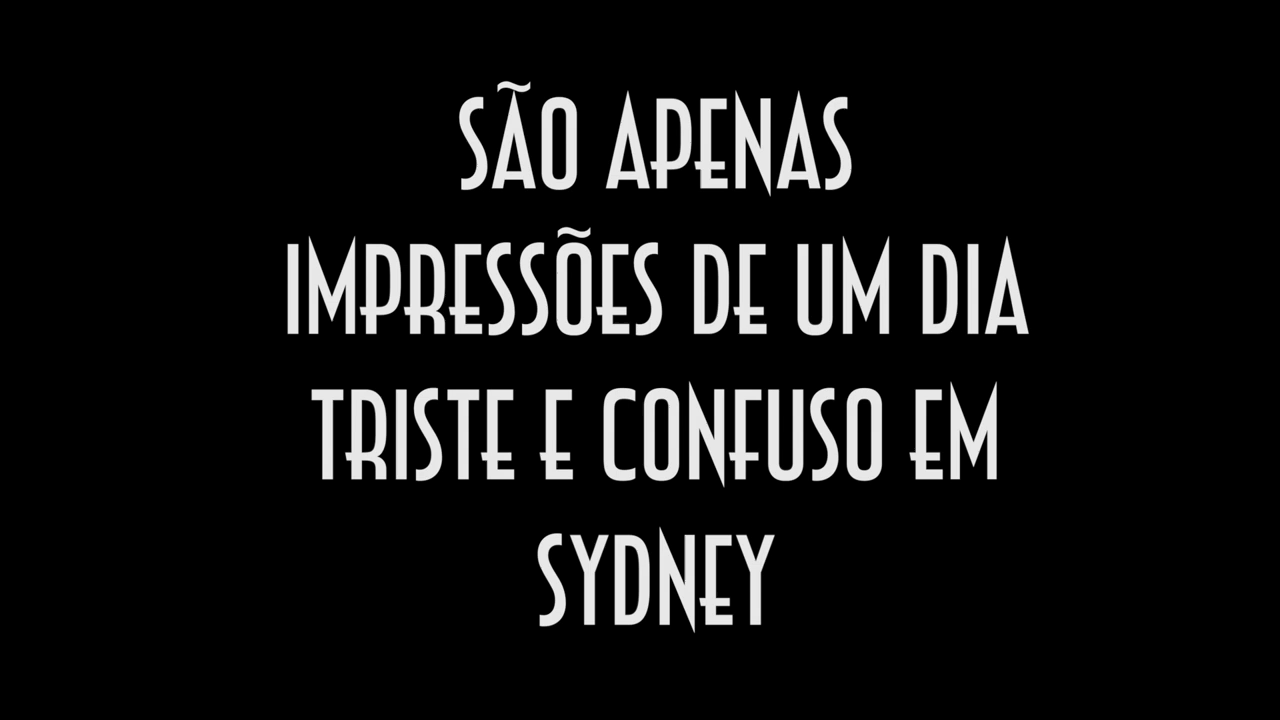 SÃO APENAS
IMPRESSÕES DE UM DIA
TRISTE E CONFUSO EM
SYDNEY